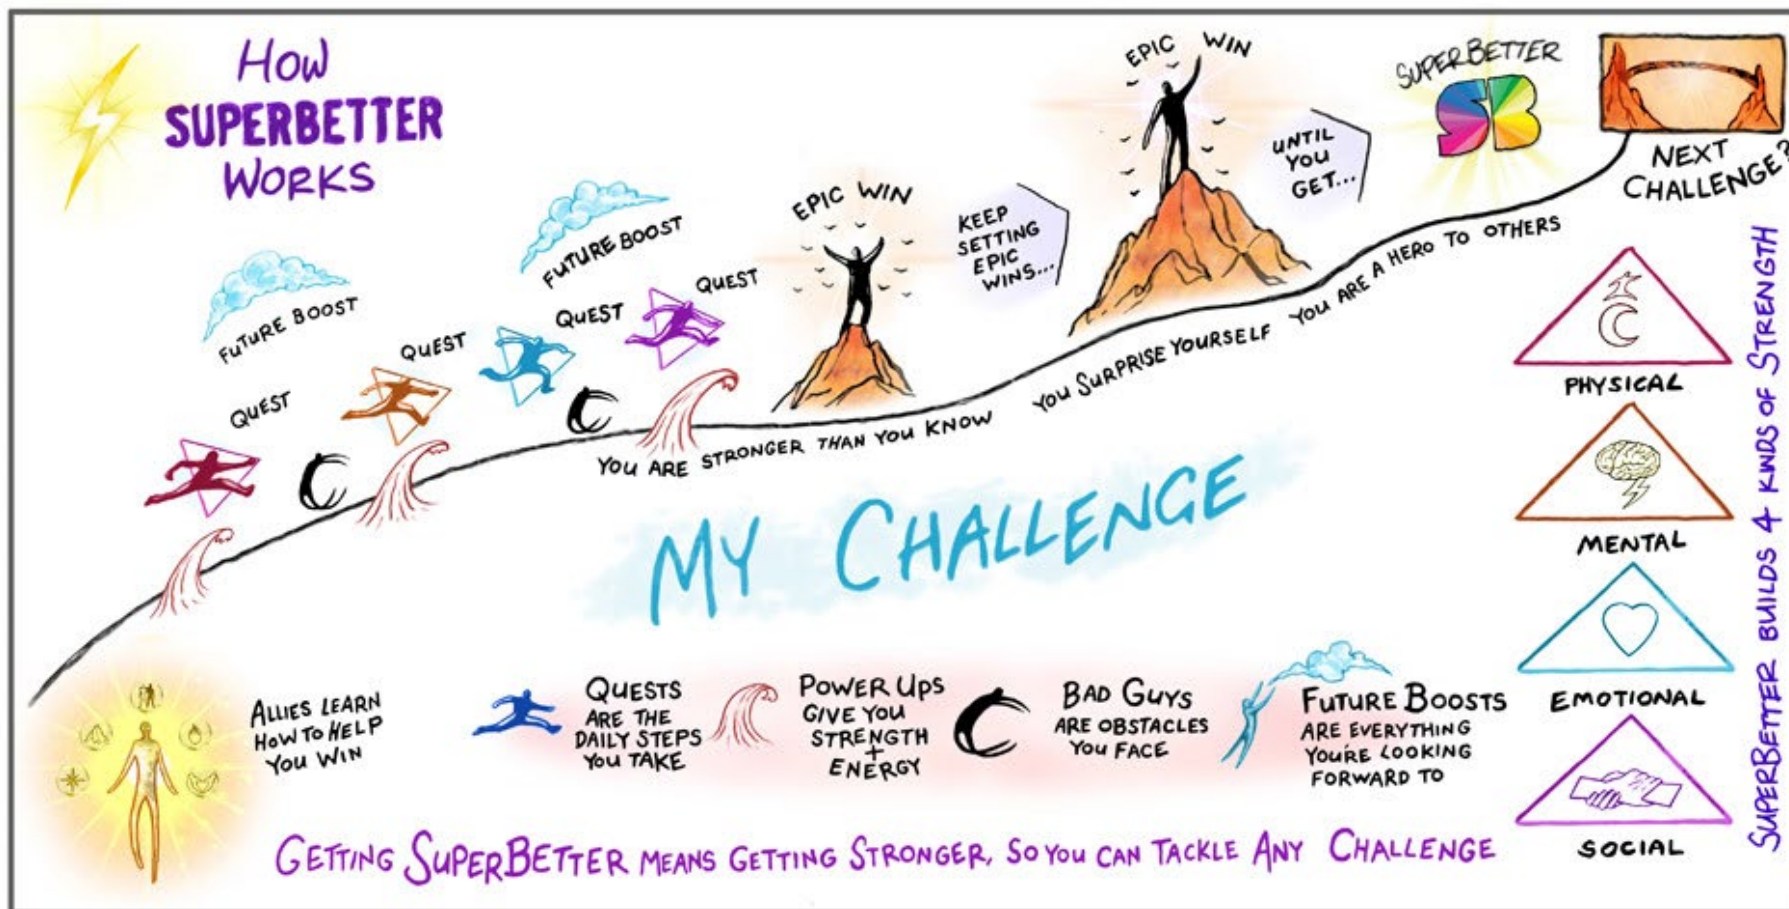 HOW
SUPERBETTER
WORKS
FUTURE BOOST
FUTURE BOOST
QUEST
QUEST
QUEST
QUEST
EPIC WIN
KEEP
SETTING
EPIC
WINS...
EPIC WIN
UNTIL
YOU
GET...
SUPERBETTER
SB
NEXT
CHALLENGE?
YOU ARE STRONGER THAN YOU KNOW
YOU SURPRISE YOURSELF
YOU ARE A HERO TO OTHERS
MY CHALLENGE
PHYSICAL
MENTAL
EMOTIONAL
SOCIAL
SUPERBETTER BUILDS 4 KINDS OF STRENGTH
ALLIES LEARN
HOW TO HELP
YOU WIN
QUESTS
ARE THE
DAILY STEPS
YOU TAKE
POWER UPS
GIVE YOU
STRENGTH
+
ENERGY
BAD GUYS
ARE OBSTACLES
YOU FACE
FUTURE BOOSTS
ARE EVERYTHING
YOU'RE LOOKING
FORWARD TO
GETTING SUPERBETTER MEANS GETTING STRONGER, SO YOU CAN TACKLE ANY CHALLENGE